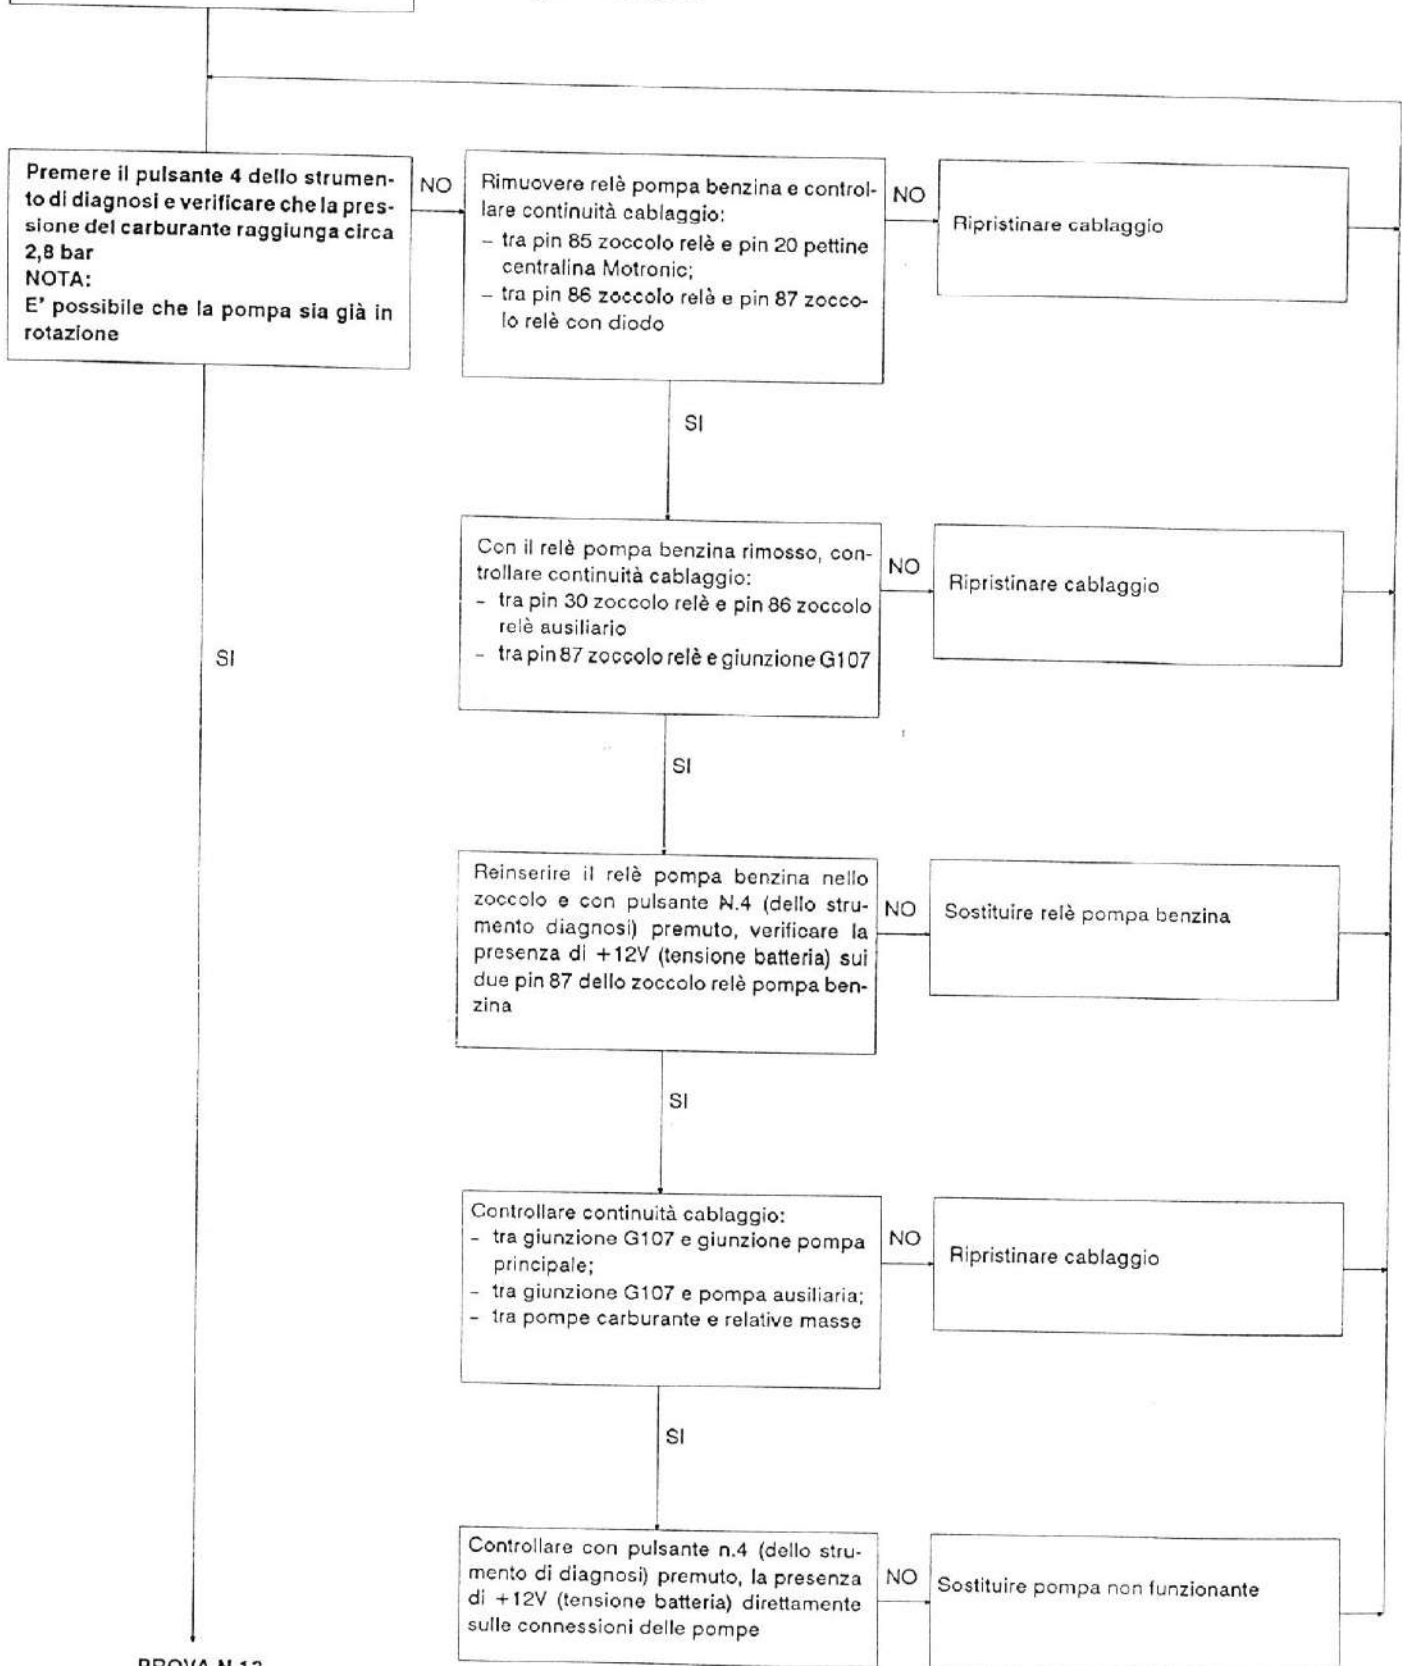 Premere il pulsante 4 dello strumen-
to di diagnosi e verificare che la pres-
sione del carburante raggiunga circa
2,8 bar
NOTA:
E' possibile che la pompa sia già in
rotazione
NO
Rimuovere relè pompa benzina e control-
lare continuità cablaggio:
– tra pin 85 zoccolo relè e pin 20 pettine
centralina Motronic;
– tra pin 86 zoccolo relè e pin 87 zocco-
lo relè con diodo
NO
Ripristinare cablaggio
SI
Con il relè pompa benzina rimosso, con-
trollare continuità cablaggio:
– tra pin 30 zoccolo relè e pin 86 zoccolo
relè ausiliario
– tra pin 87 zoccolo relè e giunzione G107
NO
Ripristinare cablaggio
SI
SI
Reinserire il relè pompa benzina nello
zoccolo e con pulsante N.4 (dello stru-
mento diagnosi) premuto, verificare la
presenza di +12V (tensione batteria) sui
due pin 87 dello zoccolo relè pompa ben-
zina
NO
Sostituire relè pompa benzina
SI
Controllare continuità cablaggio:
– tra giunzione G107 e giunzione pompa
principale;
– tra giunzione G107 e pompa ausiliaria;
– tra pompe carburante e relative masse
NO
Ripristinare cablaggio
SI
Controllare con pulsante n.4 (dello stru-
mento di diagnosi) premuto, la presenza
di +12V (tensione batteria) direttamente
sulle connessioni delle pompe
NO
Sostituire pompa non funzionante
PROVA N.13